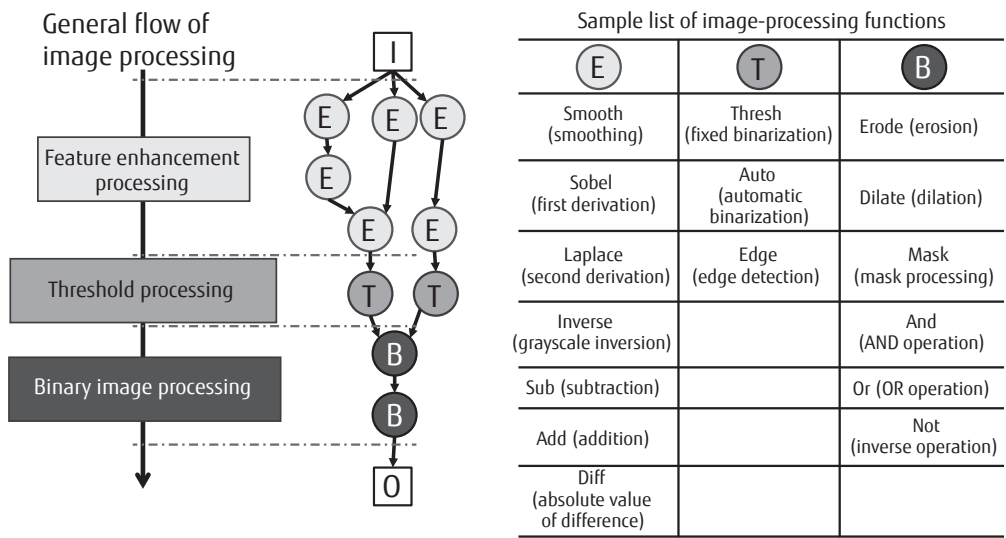 General flow of
image processing
Feature enhancement
processing
Threshold processing
Binary image processing
I
E
E
E
E
E
E
T
T
B
B
O
Sample list of image-processing functions
E
T
B
Smooth
(smoothing)
Thresh
(fixed binarization)
Erode (erosion)
Sobel
(first derivation)
Auto
(automatic
binarization)
Dilate (dilation)
Laplace
(second derivation)
Edge
(edge detection)
Mask
(mask processing)
Inverse
(grayscale inversion)
And
(AND operation)
Sub (subtraction)
Or (OR operation)
Add (addition)
Not
(inverse operation)
Diff
(absolute value
of difference)